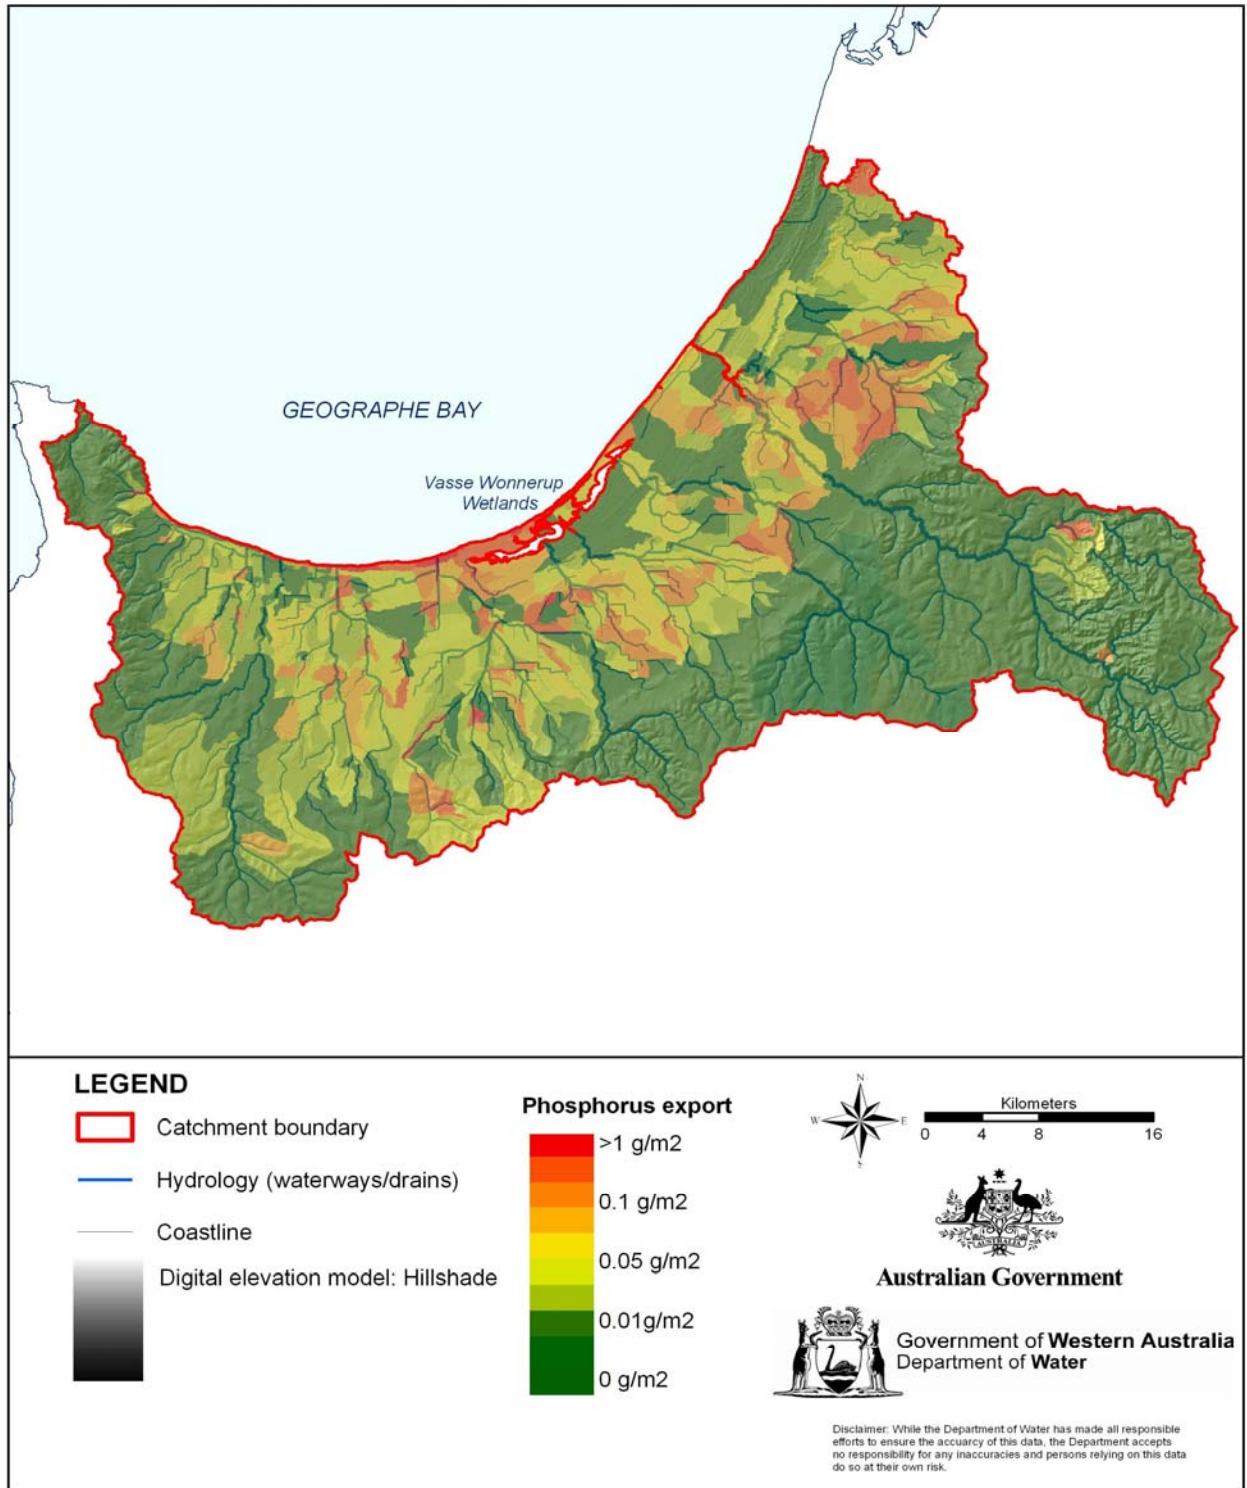 GEOGRAPHE BAY
Vasse Wonnerup
Wetlands
LEGEND
Catchment boundary
Hydrology (waterways/drains)
Coastline
Digital elevation model: Hillshade
Phosphorus export
>1 g/m2
0.1 g/m2
0.05 g/m2
0.01g/m2
0 g/m2
N
W
E
S
Kilometers
0 4 8 16
AUSTRALIA
Australian Government
Government of Western Australia
Department of Water
Disclaimer: While the Department of Water has made all responsible
efforts to ensure the accuarcy of this data, the Department accepts
no responsibility for any inaccuracies and persons relying on this data
do so at their own risk.